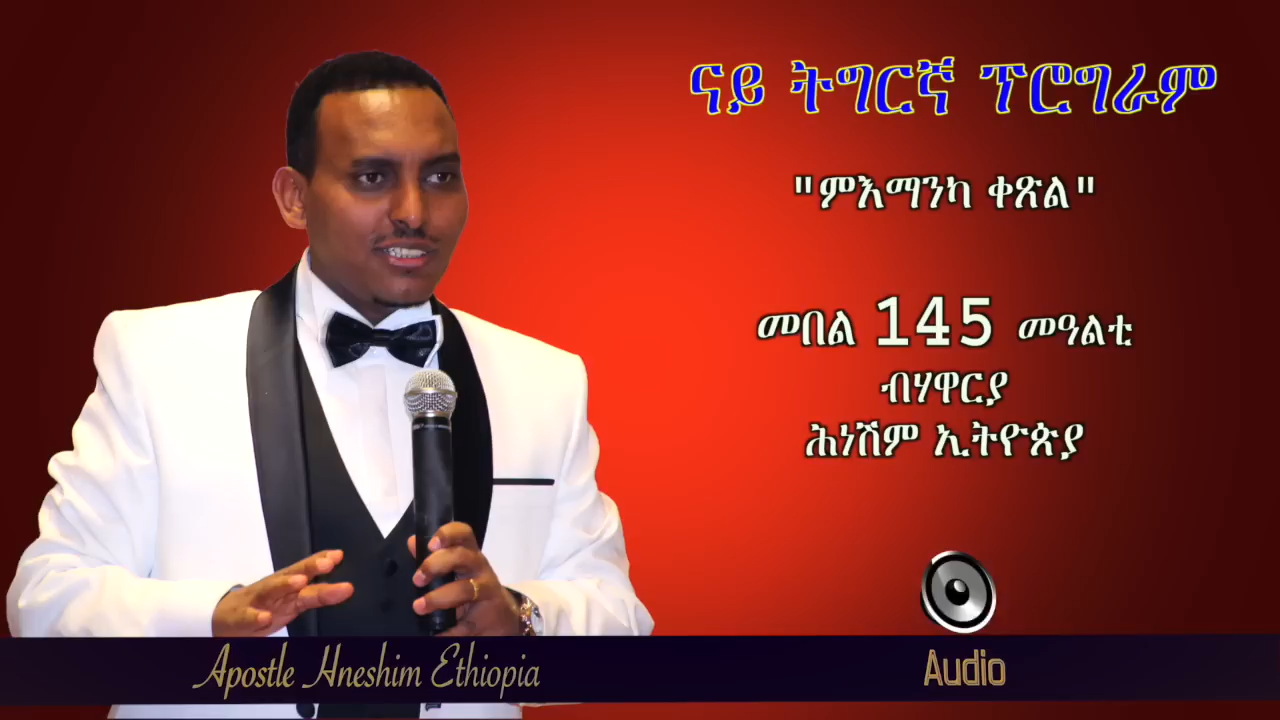 ናይ ትግርኛ ፕሮግራም
"ምእማንካ ቀጽል"
መበል 145 መዓልቲ
ብሃዋርያ
ሕነሽም ኢትዮጵያ
Apostle Hneshim Ethiopia
Audio